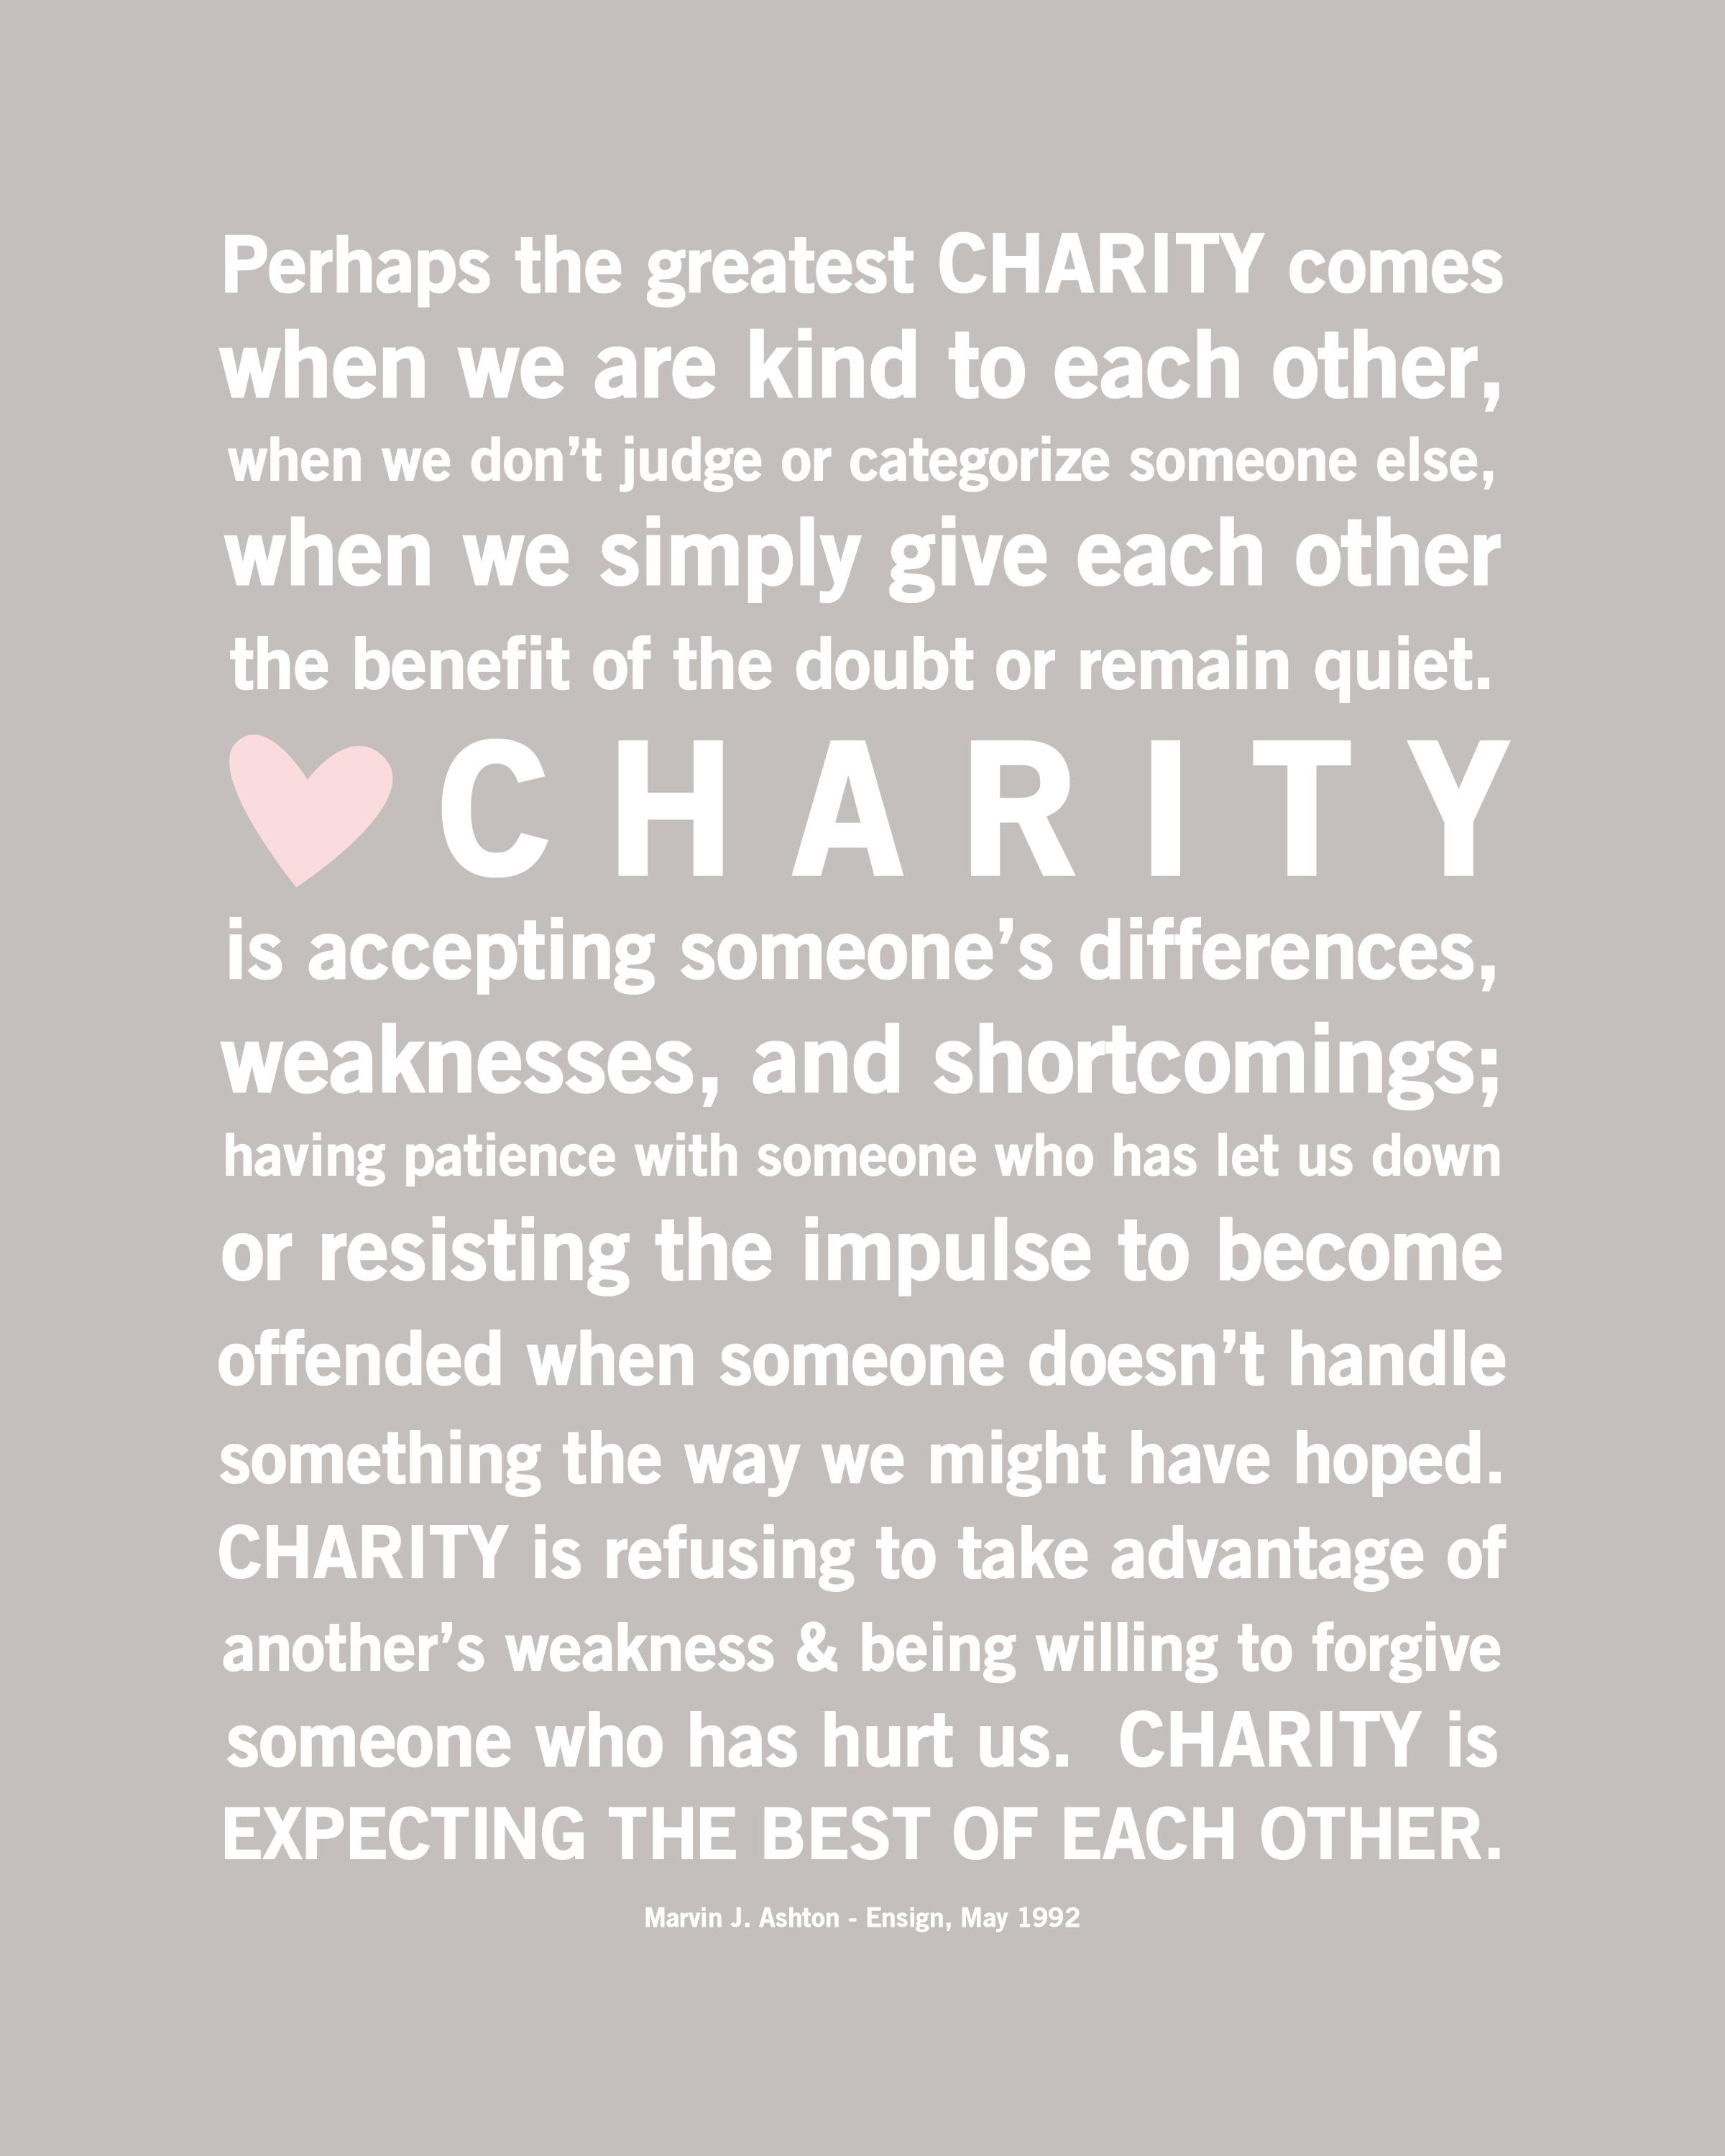 Perhaps the greatest CHARITY comes
when we are kind to each other,
when we don’t judge or categorize someone else,
when we simply give each other
the benefit of the doubt or remain quiet.
CHARITY
is accepting someone’s differences,
weaknesses, and shortcomings;
having patience with someone who has let us down
or resisting the impulse to become
offended when someone doesn’t handle
something the way we might have hoped.
CHARITY is refusing to take advantage of
another’s weakness & being willing to forgive
someone who has hurt us. CHARITY is
EXPECTING THE BEST OF EACH OTHER.
Marvin J. Ashton - Ensign, May 1992